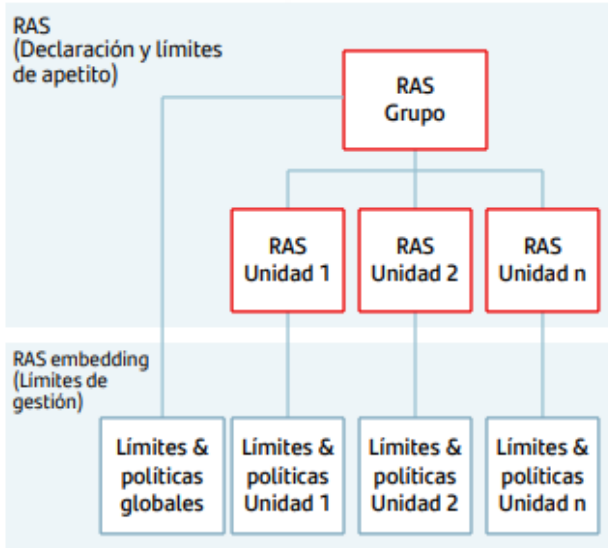 RAS
(Declaración y límites
de apetito)
RAS
Grupo
RAS
Unidad 1
RAS
Unidad 2
RAS
Unidad n
RAS embedding
(Límites de
gestión)
Límites &
políticas
globales
Límites &
políticas
Unidad 1
Límites &
políticas
Unidad 2
Límites &
políticas
Unidad n